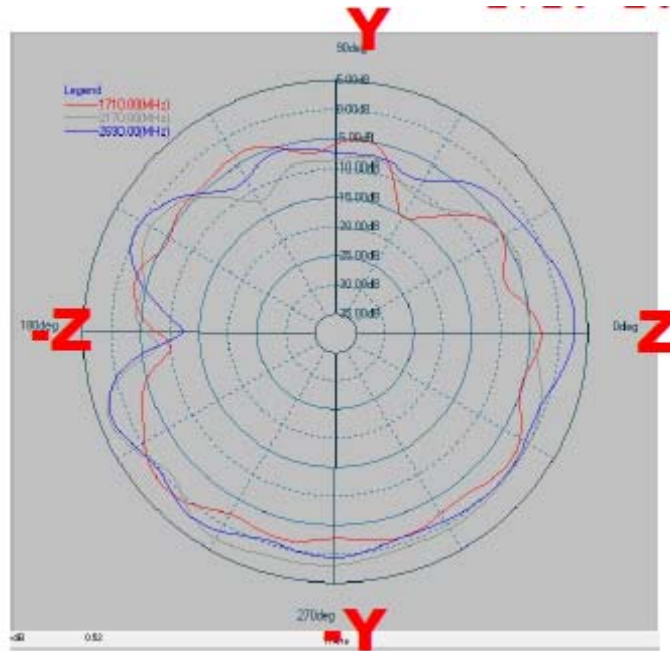 Y
90deg
5.00dB
Legend
1710.00(MHz)
0.00dB
2170.00(MHz)
2690.00(MHz)
5.00dB
10.00dB
15.00dB
20.00dB
25.00dB
30.00dB
35.00dB
180deg
-Z
0deg
Z
270deg
-Y
dB 0.52